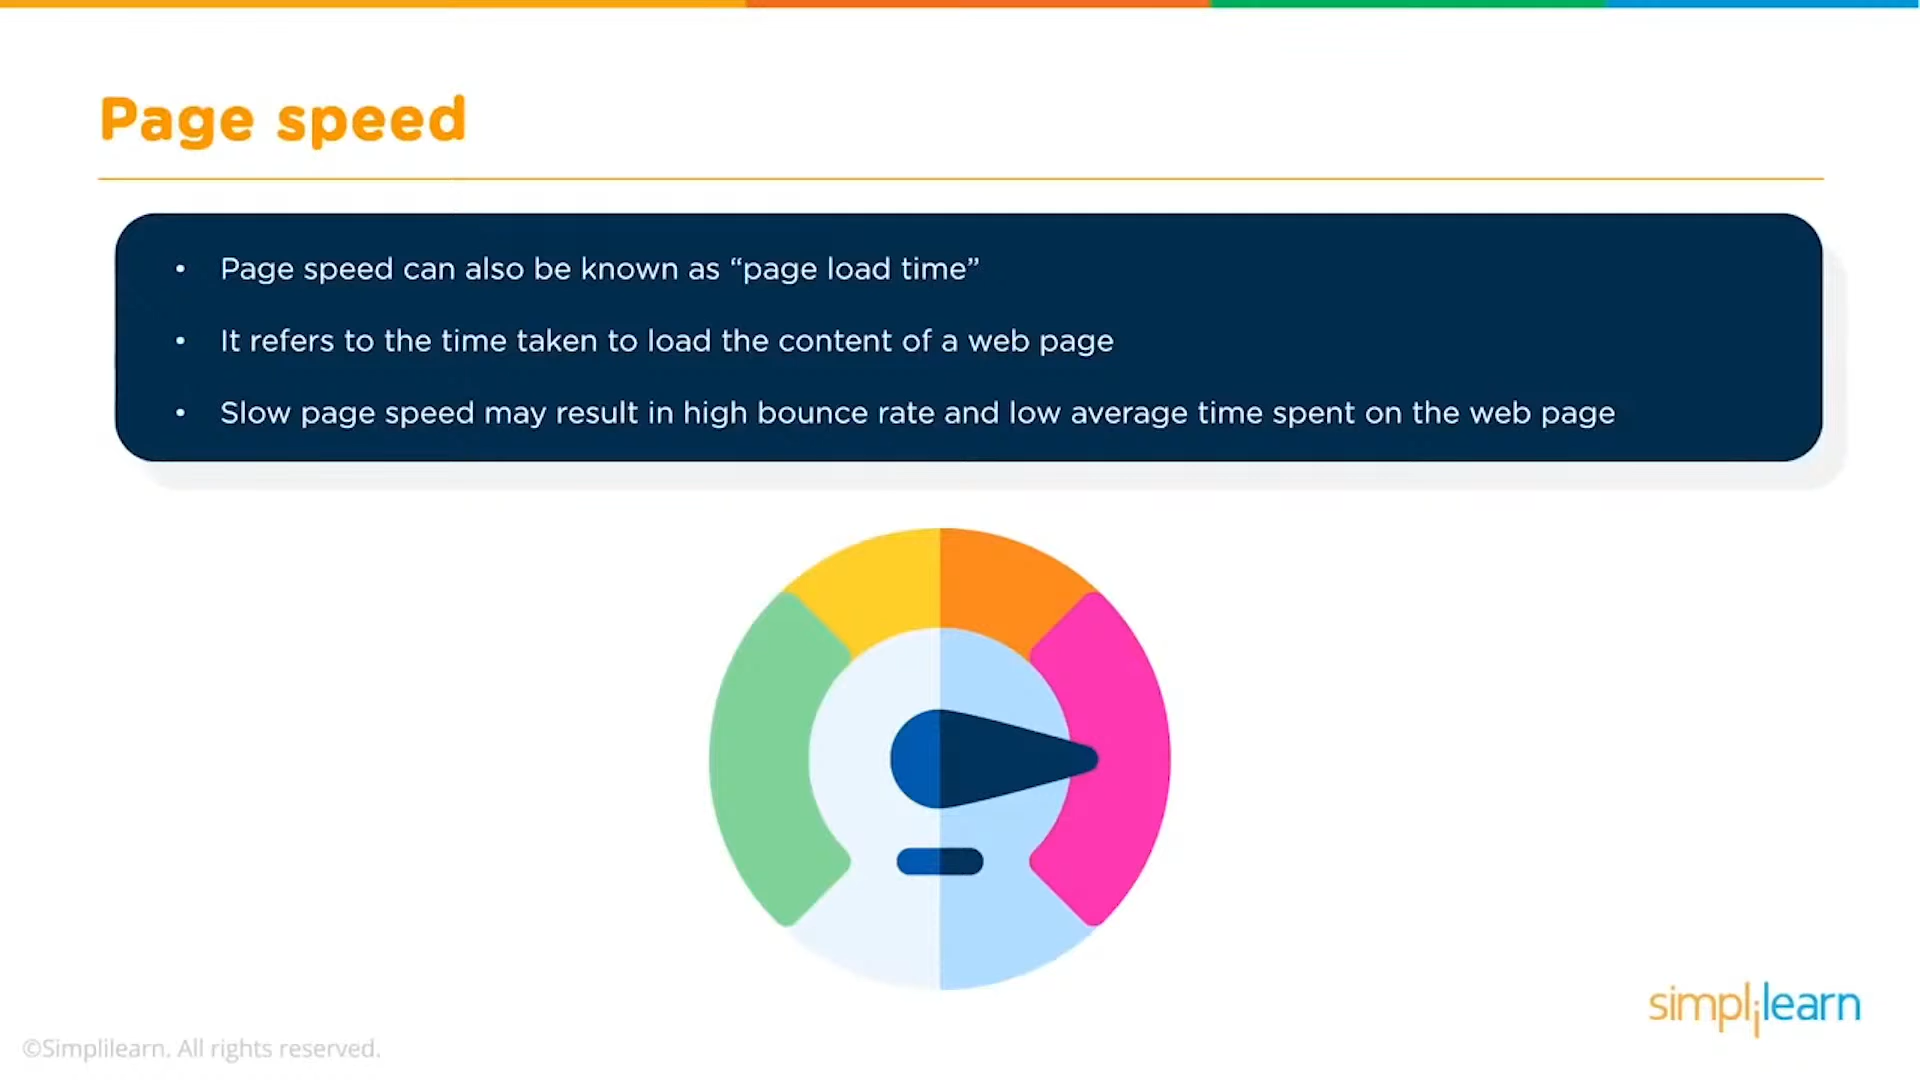 Page speed
• Page speed can also be known as “page load time”
• It refers to the time taken to load the content of a web page
• Slow page speed may result in high bounce rate and low average time spent on the web page
simplilearn
©Simplilearn. All rights reserved.